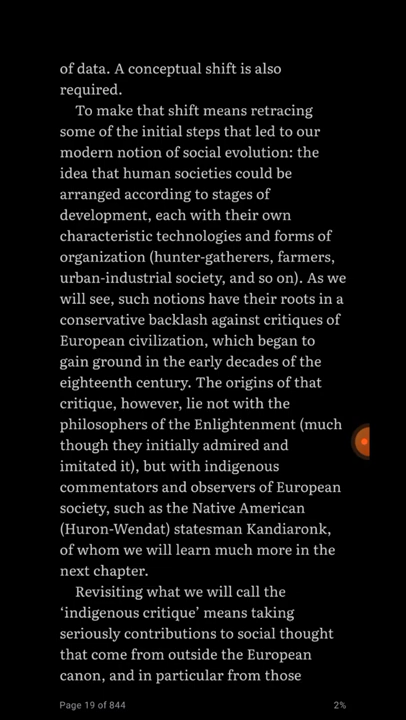 of data. A conceptual shift is also
required.
To make that shift means retracing
some of the initial steps that led to our
modern notion of social evolution: the
idea that human societies could be
arranged according to stages of
development, each with their own
characteristic technologies and forms of
organization (hunter-gatherers, farmers,
urban-industrial society, and so on). As we
will see, such notions have their roots in a
conservative backlash against critiques of
European civilization, which began to
gain ground in the early decades of the
eighteenth century. The origins of that
critique, however, lie not with the
philosophers of the Enlightenment (much
though they initially admired and
imitated it), but with indigenous
commentators and observers of European
society, such as the Native American
(Huron-Wendat) statesman Kandiaronk,
of whom we will learn much more in the
next chapter.
Revisiting what we will call the
‘indigenous critique’ means taking
seriously contributions to social thought
that come from outside the European
canon, and in particular from those
Page 19 of 844
2%